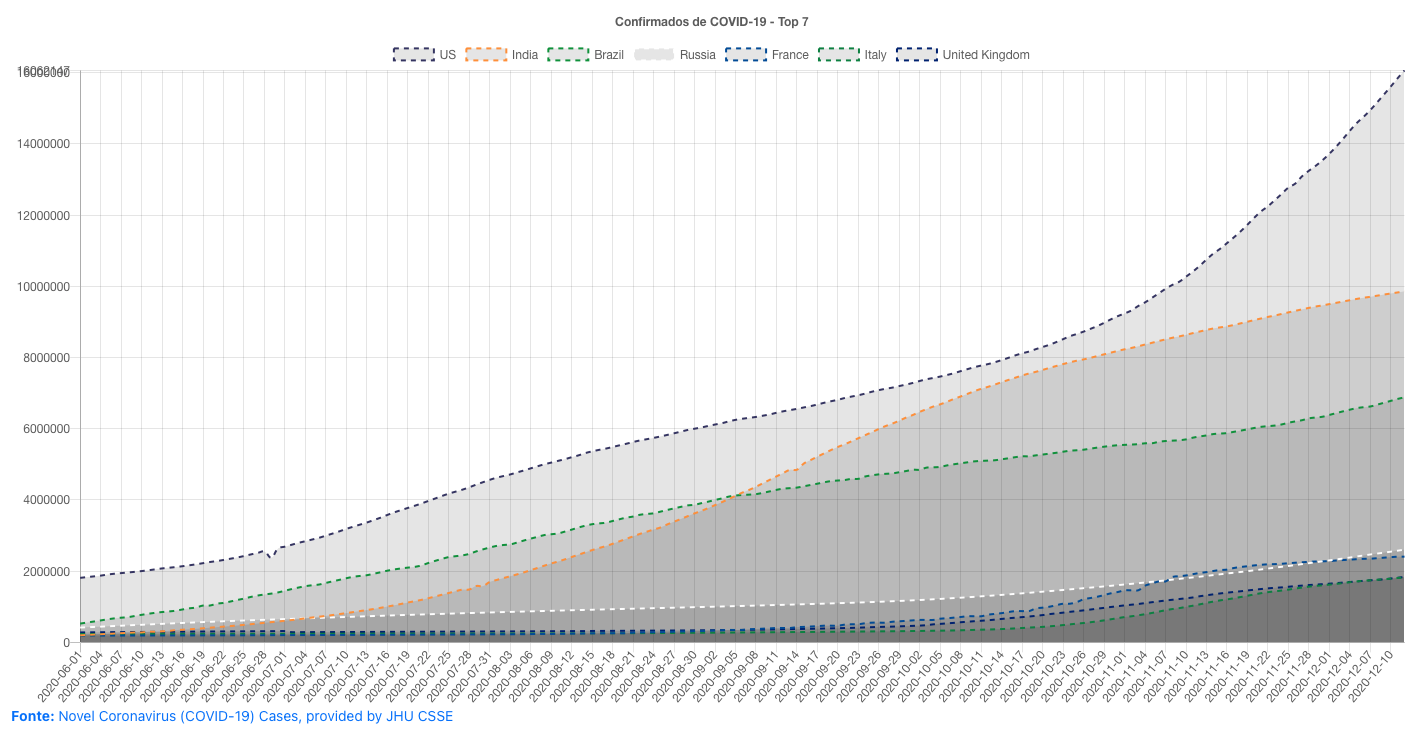 Confirmados de COVID-19 - Top 7
US India Brazil Russia France Italy United Kingdom
14000000
12000000
10000000
8000000
6000000
4000000
2000000
0
2020-06-01 2020-06-04 2020-06-07 2020-06-10 2020-06-13 2020-06-16 2020-06-19 2020-06-22 2020-06-25 2020-06-28 2020-07-01 2020-07-04 2020-07-07 2020-07-10 2020-07-13 2020-07-16 2020-07-19 2020-07-22 2020-07-25 2020-07-28 2020-07-31 2020-08-03 2020-08-06 2020-08-09 2020-08-12 2020-08-15 2020-08-18 2020-08-21 2020-08-24 2020-08-27 2020-08-30 2020-09-02 2020-09-05 2020-09-08 2020-09-11 2020-09-14 2020-09-17 2020-09-20 2020-09-23 2020-09-26 2020-09-29 2020-10-02 2020-10-05 2020-10-08 2020-10-11 2020-10-14 2020-10-17 2020-10-20 2020-10-23 2020-10-26 2020-10-29 2020-11-01 2020-11-04 2020-11-07 2020-11-10 2020-11-13 2020-11-16 2020-11-19 2020-11-22 2020-11-25 2020-11-28 2020-12-01 2020-12-04 2020-12-07 2020-12-10
Fonte: Novel Coronavirus (COVID-19) Cases, provided by JHU CSSE